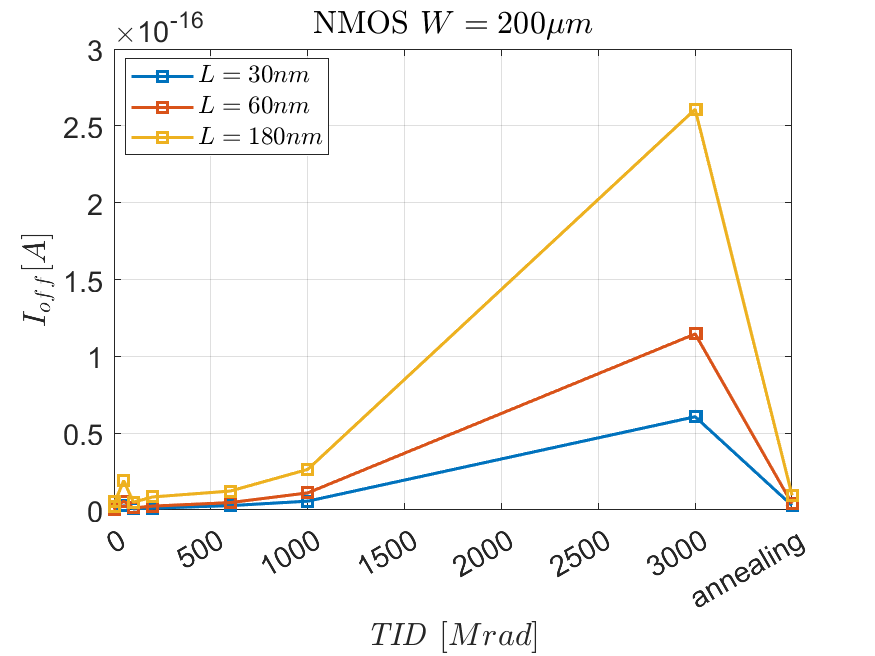 NMOS W = 200μm
×10-16
L = 30nm
L = 60nm
L = 180nm
3
2.5
2
1.5
1
0.5
0
Ioff[A]
0 500 1000 1500 2000 2500 3000 annealing
TID [Mrad]